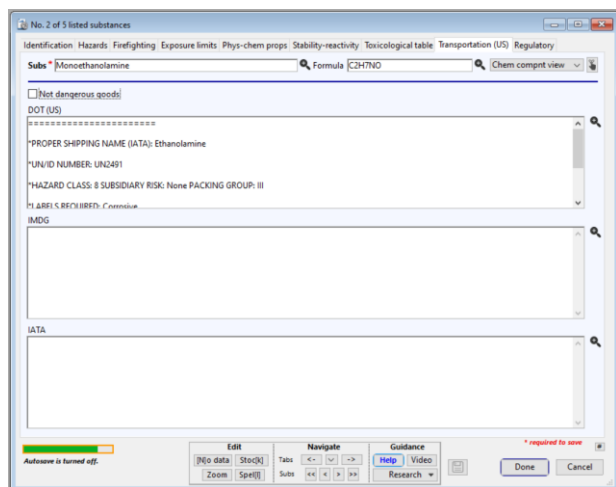 No. 2 of 5 listed substances
Identification Hazards Firefighting Exposure limits Phys-chem props Stability-reactivity Toxicological table Transportation (US) Regulatory
Subs * Monoethanolamine Formula C2H7NO Chem compnt view
Not dangerous goods
DOT (US)
=======================
*PROPER SHIPPING NAME (IATA): Ethanolamine
*UN/ID NUMBER: UN2491
*HAZARD CLASS: 8 SUBSIDIARY RISK: None PACKING GROUP: III
*LABELS REQUIRED: Corrosive
IMDG
IATA
* required to save
Edit Navigate Guidance
[N]o data Stoc[k] Tabs <- -> Help Video
Autosave is turned off.
Zoom Spel[l] Subs << < > >> Research
Done Cancel